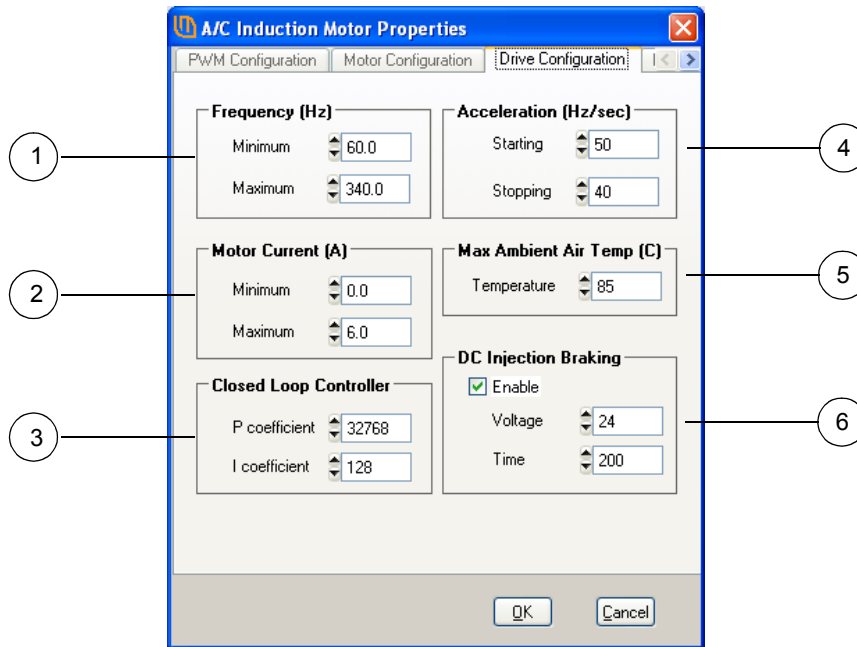 A/C Induction Motor Properties
PWM Configuration Motor Configuration Drive Configuration
Frequency (Hz)
Minimum 60.0
Maximum 340.0
1
Acceleration (Hz/sec)
Starting 50
Stopping 40
4
Motor Current (A)
Minimum 0.0
Maximum 6.0
2
Max Ambient Air Temp (C)
Temperature 85
5
Closed Loop Controller
P coefficient 32768
I coefficient 128
3
DC Injection Braking
Enable
Voltage 24
Time 200
6
OK Cancel